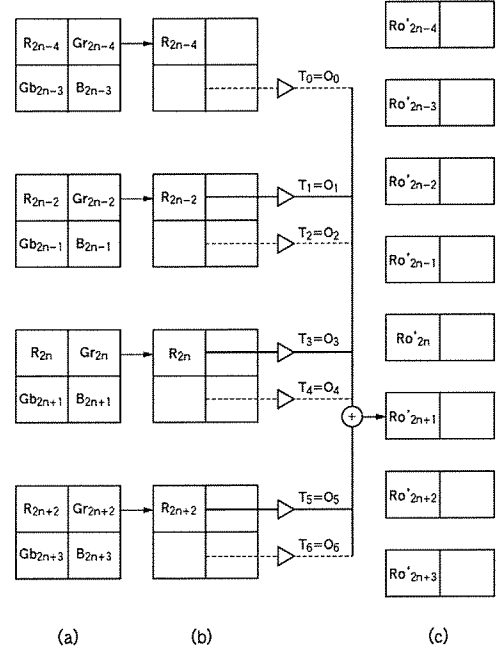 R2n-4 Gr2n-4 R2n-4 Ro'2n-4
Gb2n-3 B2n-3 T0=O0 Ro'2n-3
R2n-2 Gr2n-2 R2n-2 T1=O1 Ro'2n-2
Gb2n-1 B2n-1 T2=O2 Ro'2n-1
R2n Gr2n R2n T3=O3 Ro'2n
Gb2n+1 B2n+1 T4=O4 + Ro'2n+1
R2n+2 Gr2n+2 R2n+2 T5=O5 Ro'2n+2
Gb2n+3 B2n+3 T6=O6 Ro'2n+3
(a) (b) (c)